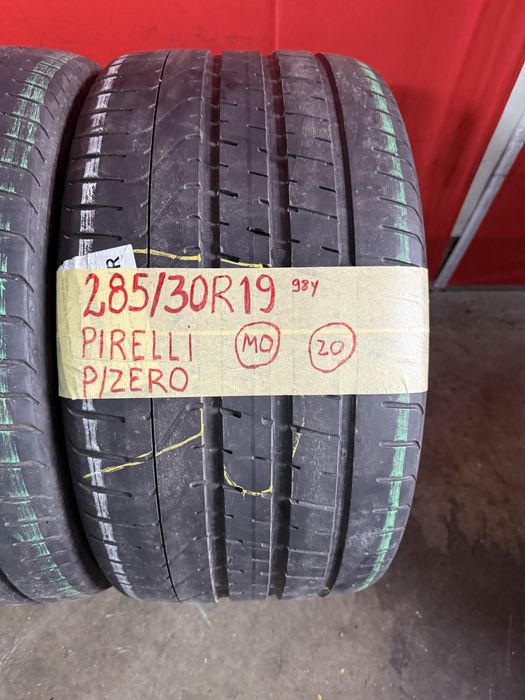 R
285/30R19 98Y
PIRELLI MO 20
P/ZERO